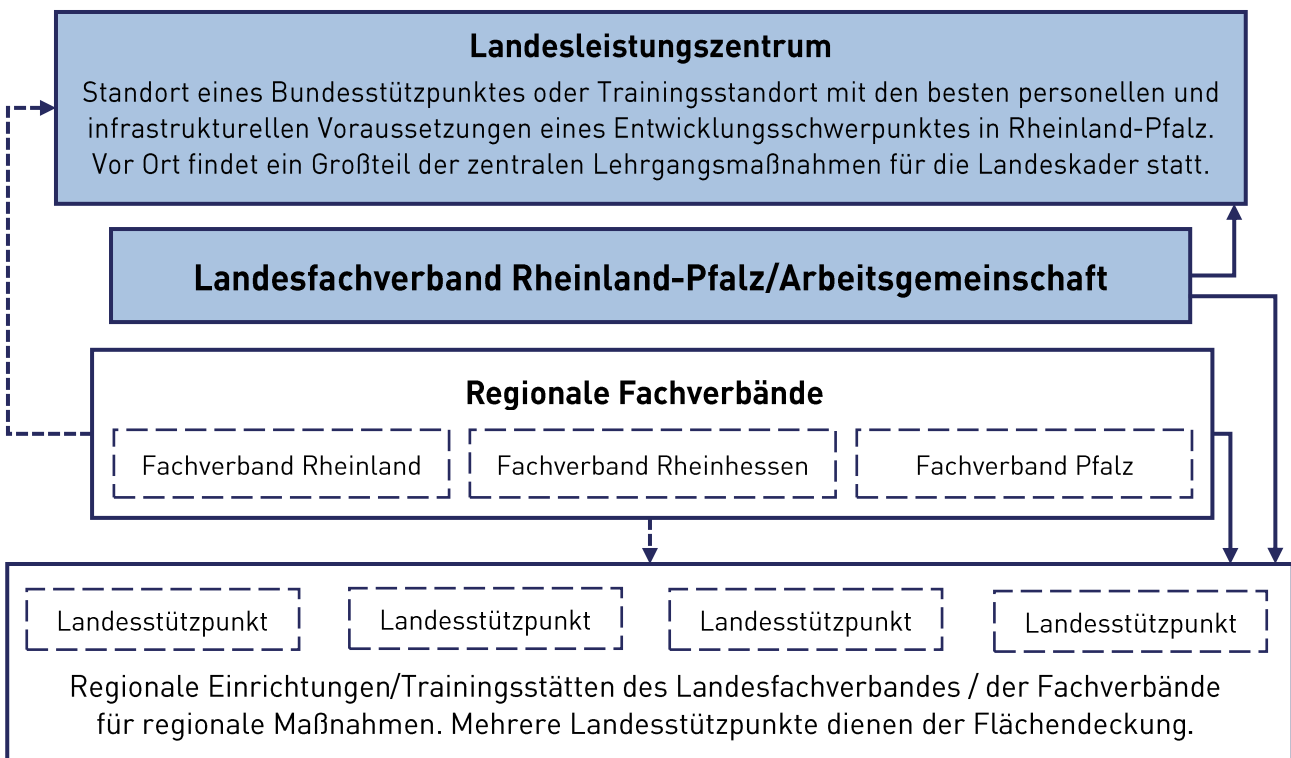 Landesleistungszentrum
Standort eines Bundesstützpunktes oder Trainingsstandort mit den besten personellen und
infrastrukturellen Voraussetzungen eines Entwicklungsschwerpunktes in Rheinland-Pfalz.
Vor Ort findet ein Großteil der zentralen Lehrgangsmaßnahmen für die Landeskader statt.
Landesfachverband Rheinland-Pfalz/Arbeitsgemeinschaft
Regionale Fachverbände
Fachverband Rheinland
Fachverband Rheinhessen
Fachverband Pfalz
Landesstützpunkt
Landesstützpunkt
Landesstützpunkt
Landesstützpunkt
Regionale Einrichtungen/Trainingsstätten des Landesfachverbandes / der Fachverbände
für regionale Maßnahmen. Mehrere Landesstützpunkte dienen der Flächendeckung.